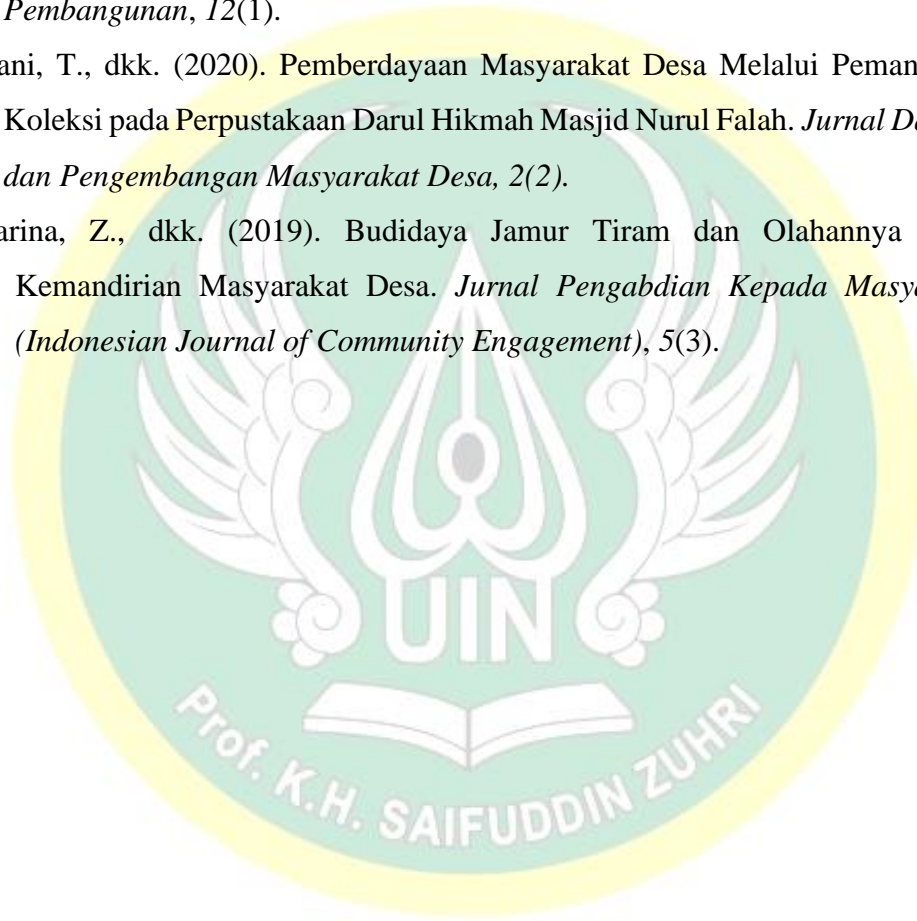 Pembangunan, 12(1).
ani, T., dkk. (2020). Pemberdayaan Masyarakat Desa Melalui Peman
Koleksi pada Perpustakaan Darul Hikmah Masjid Nurul Falah. Jurnal De
dan Pengembangan Masyarakat Desa, 2(2).
arina, Z., dkk. (2019). Budidaya Jamur Tiram dan Olahannya
Kemandirian Masyarakat Desa. Jurnal Pengabdian Kepada Masya
(Indonesian Journal of Community Engagement), 5(3).
UIN
Prof. K.H. SAIFUDDIN ZUHRI